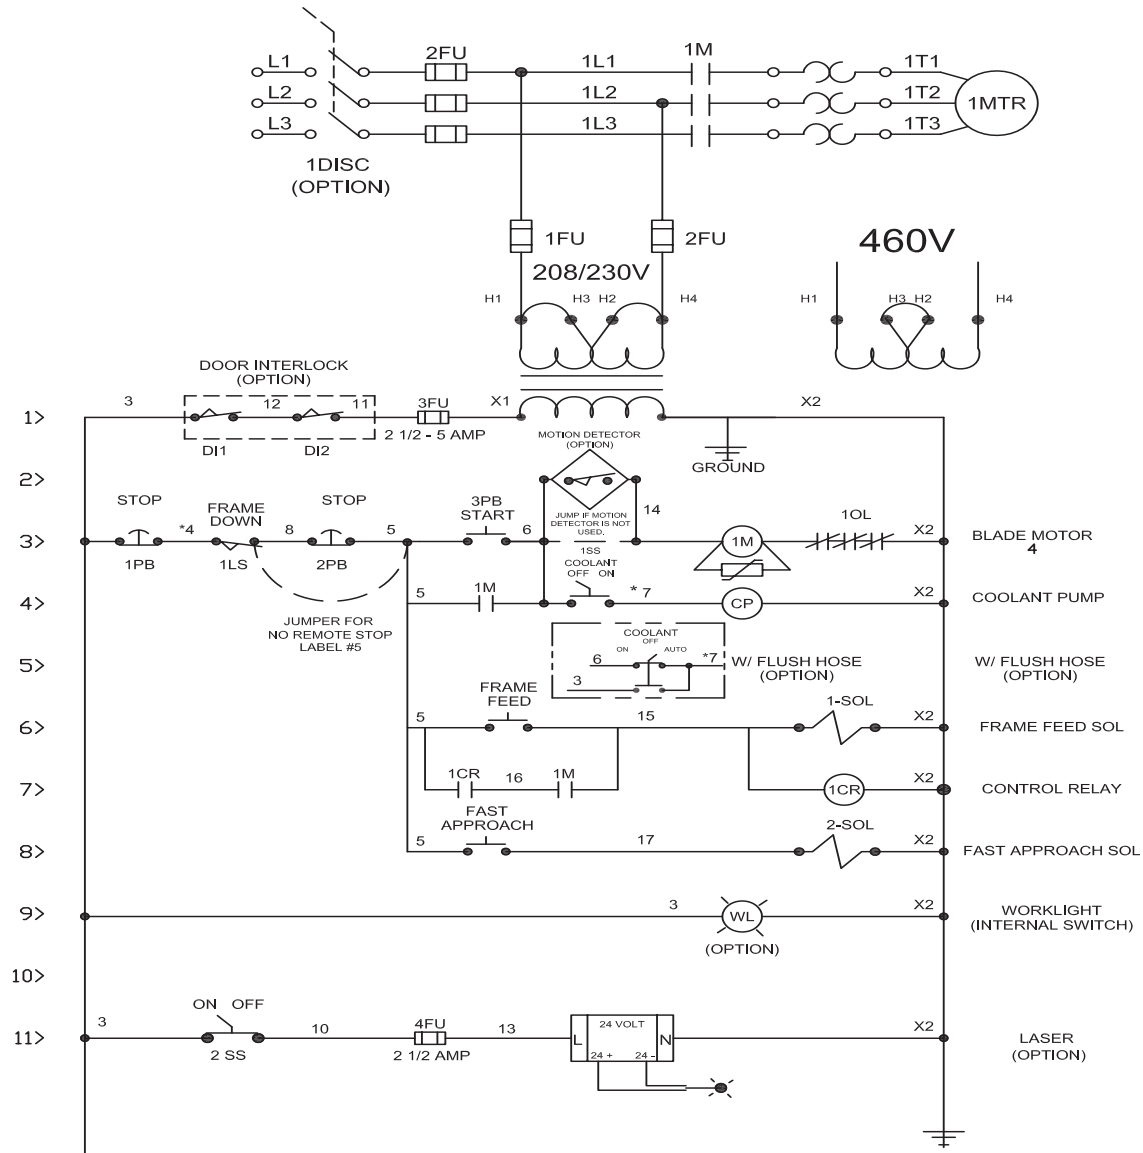 2FU
1M
L1
1L1
1T1
L2
1L2
1T2
1MTR
L3
1L3
1T3
1DISC
(OPTION)
1FU
2FU
460V
208/230V
H1
H3
H2
H4
H1
H3
H2
H4
DOOR INTERLOCK
(OPTION)
1>
3
12
11
3FU
X1
X2
DI1
DI2
2 1/2 - 5 AMP
MOTION DETECTOR
(OPTION)
GROUND
2>
STOP
FRAME
DOWN
STOP
3PB
START
JUMP IF MOTION
DETECTOR IS NOT
USED.
14
1OL
3>
*4
8
5
6
1M
X2
BLADE MOTOR
4
1PB
1LS
2PB
1SS
COOLANT
OFF ON
4>
5
1M
* 7
CP
X2
COOLANT PUMP
JUMPER FOR
NO REMOTE STOP
LABEL #5
COOLANT
OFF
ON
AUTO
5>
6
*7
3
W/ FLUSH HOSE
(OPTION)
W/ FLUSH HOSE
(OPTION)
FRAME
FEED
6>
5
15
1-SOL
X2
FRAME FEED SOL
7>
1CR
16
1M
1CR
X2
CONTROL RELAY
FAST
APPROACH
8>
5
17
2-SOL
X2
FAST APPROACH SOL
9>
3
WL
X2
WORKLIGHT
(INTERNAL SWITCH)
(OPTION)
10>
ON OFF
11>
3
10
4FU
13
L
24 VOLT
N
X2
LASER
(OPTION)
2 SS
2 1/2 AMP
24 +
24 -